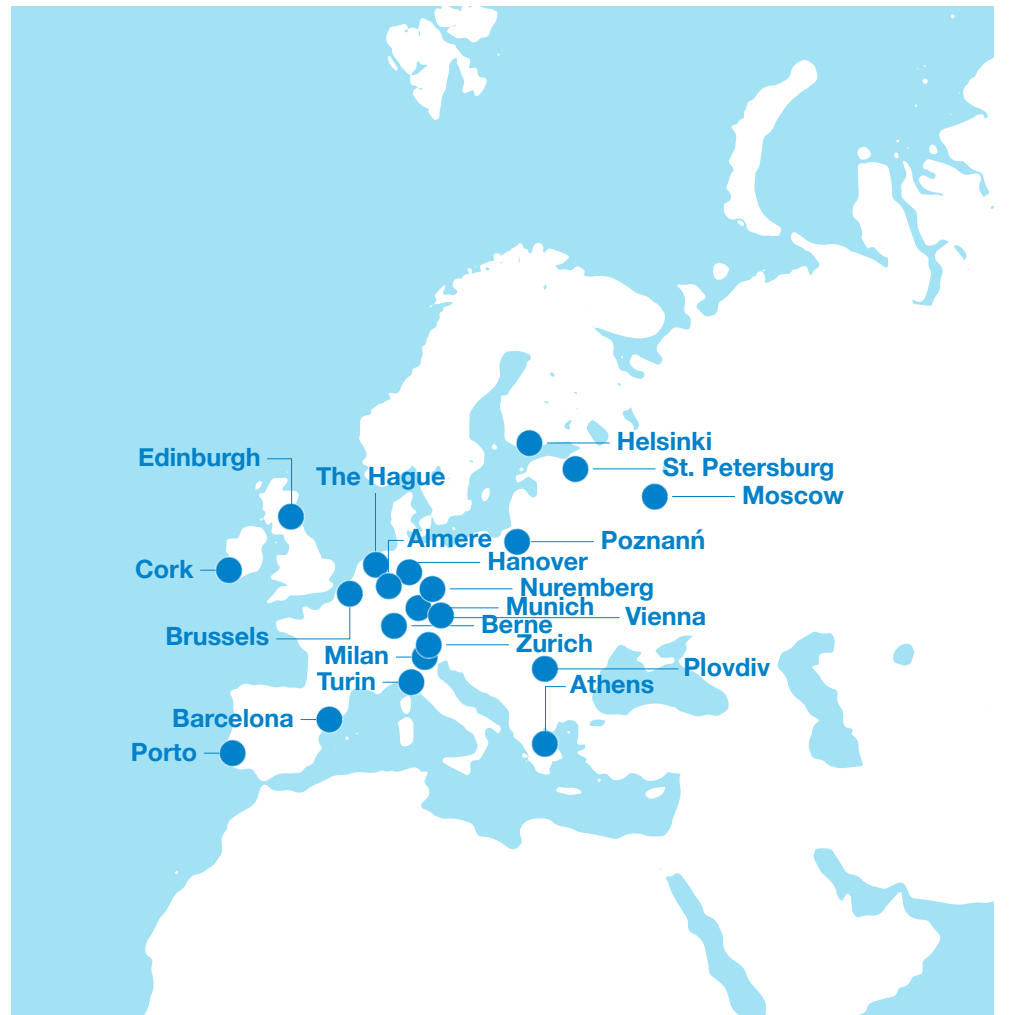 Helsinki
Edinburgh
St. Petersburg
The Hague
Moscow
Almere
Poznanń
Hanover
Cork
Nuremberg
Munich
Vienna
Berne
Brussels
Zurich
Milan
Plovdiv
Turin
Athens
Barcelona
Porto